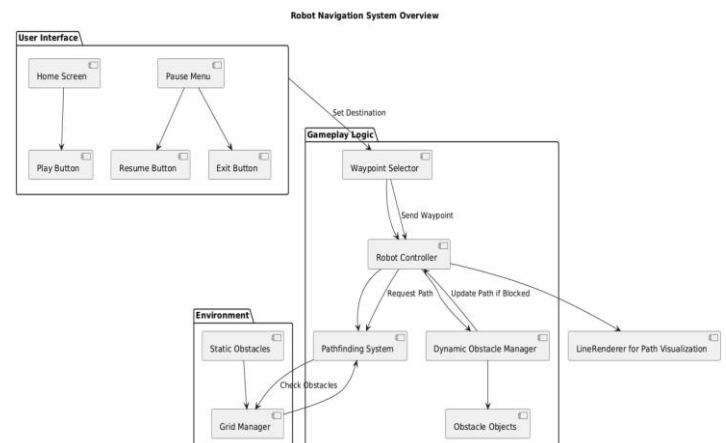 Robot Navigation System Overview
User Interface
Home Screen
Pause Menu
Play Button
Resume Button
Exit Button
Set Destination
Gameplay Logic
Waypoint Selector
Send Waypoint
Robot Controller
Request Path
Update Path if Blocked
Environment
Static Obstacles
Pathfinding System
Dynamic Obstacle Manager
LineRenderer for Path Visualization
Check Obstacles
Grid Manager
Obstacle Objects